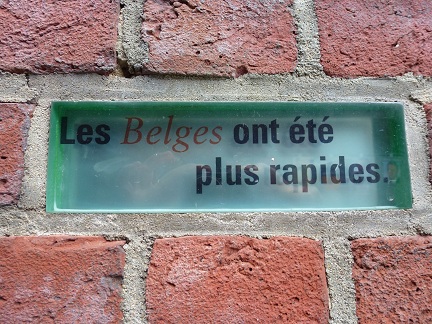 Les Belges ont été
plus rapides.